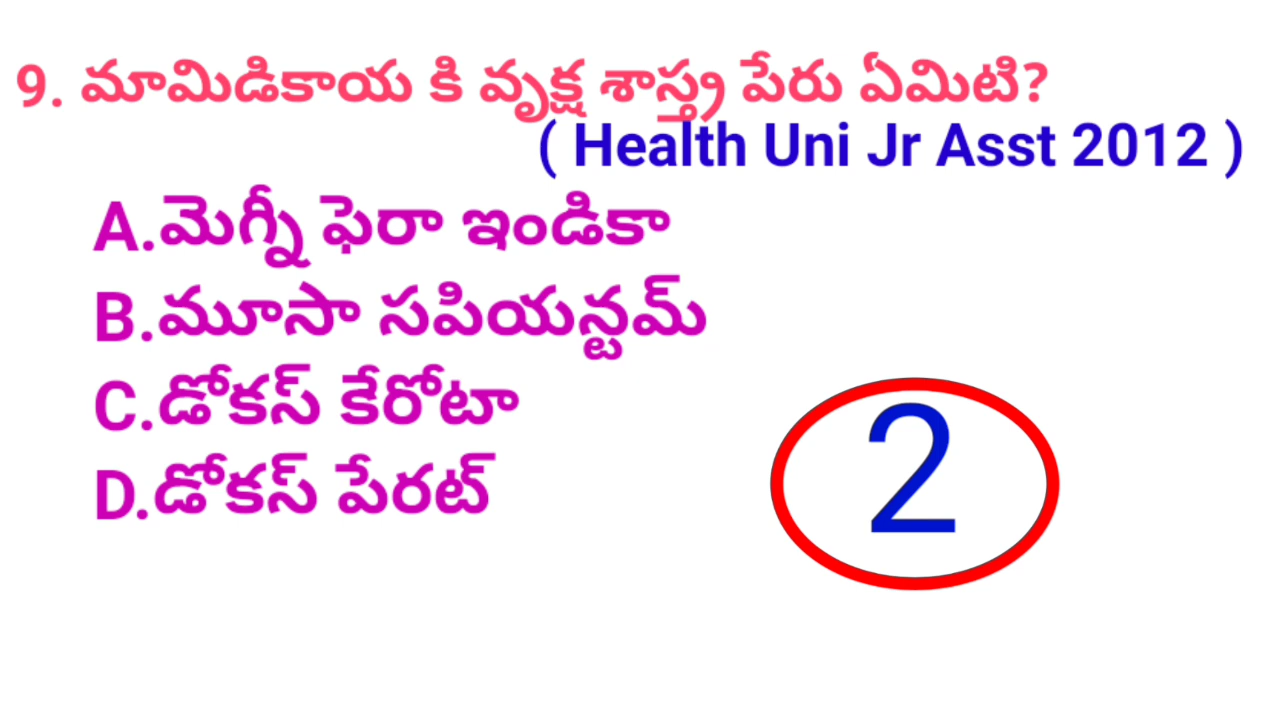 9. మామిడికాయ కి వృక్ష శాస్త్ర పేరు ఏమిటి?
( Health Uni Jr Asst 2012 )
A.మెగ్నీ ఫెరా ఇండికా
B.మూసా సపియన్టమ్
C.డోకస్ కేరోటా
D.డోకస్ పేరట్
2